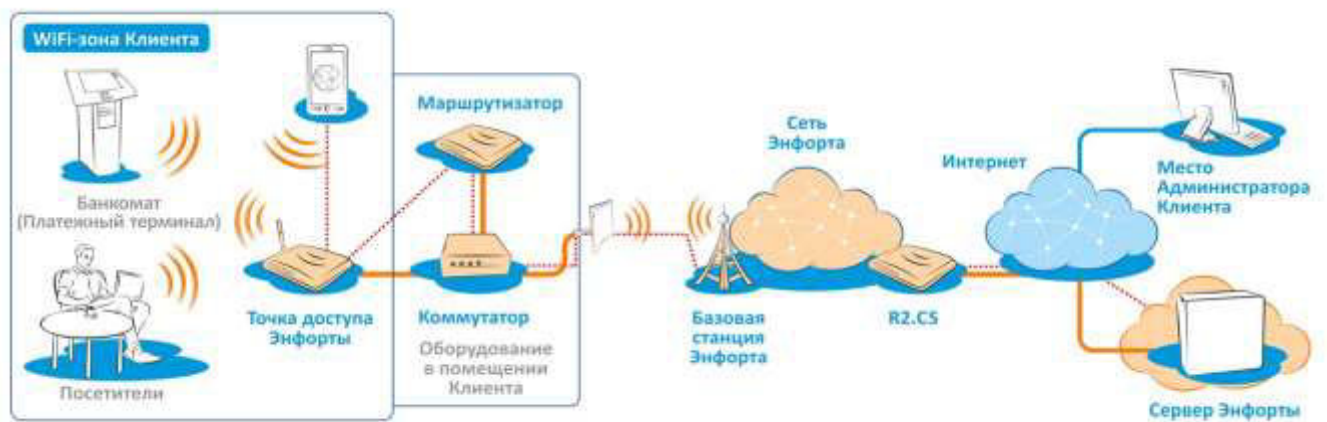 WiFi-зона Клиента
Банкомат
(Платежный терминал)
Посетители
Точка доступа
Энфорты
Маршрутизатор
Коммутатор
Оборудование
в помещении
Клиента
Сеть
Энфорта
Базовая
станция
Энфорта
R2.CS
Интернет
Место
Администратора
Клиента
Сервер Энфорты